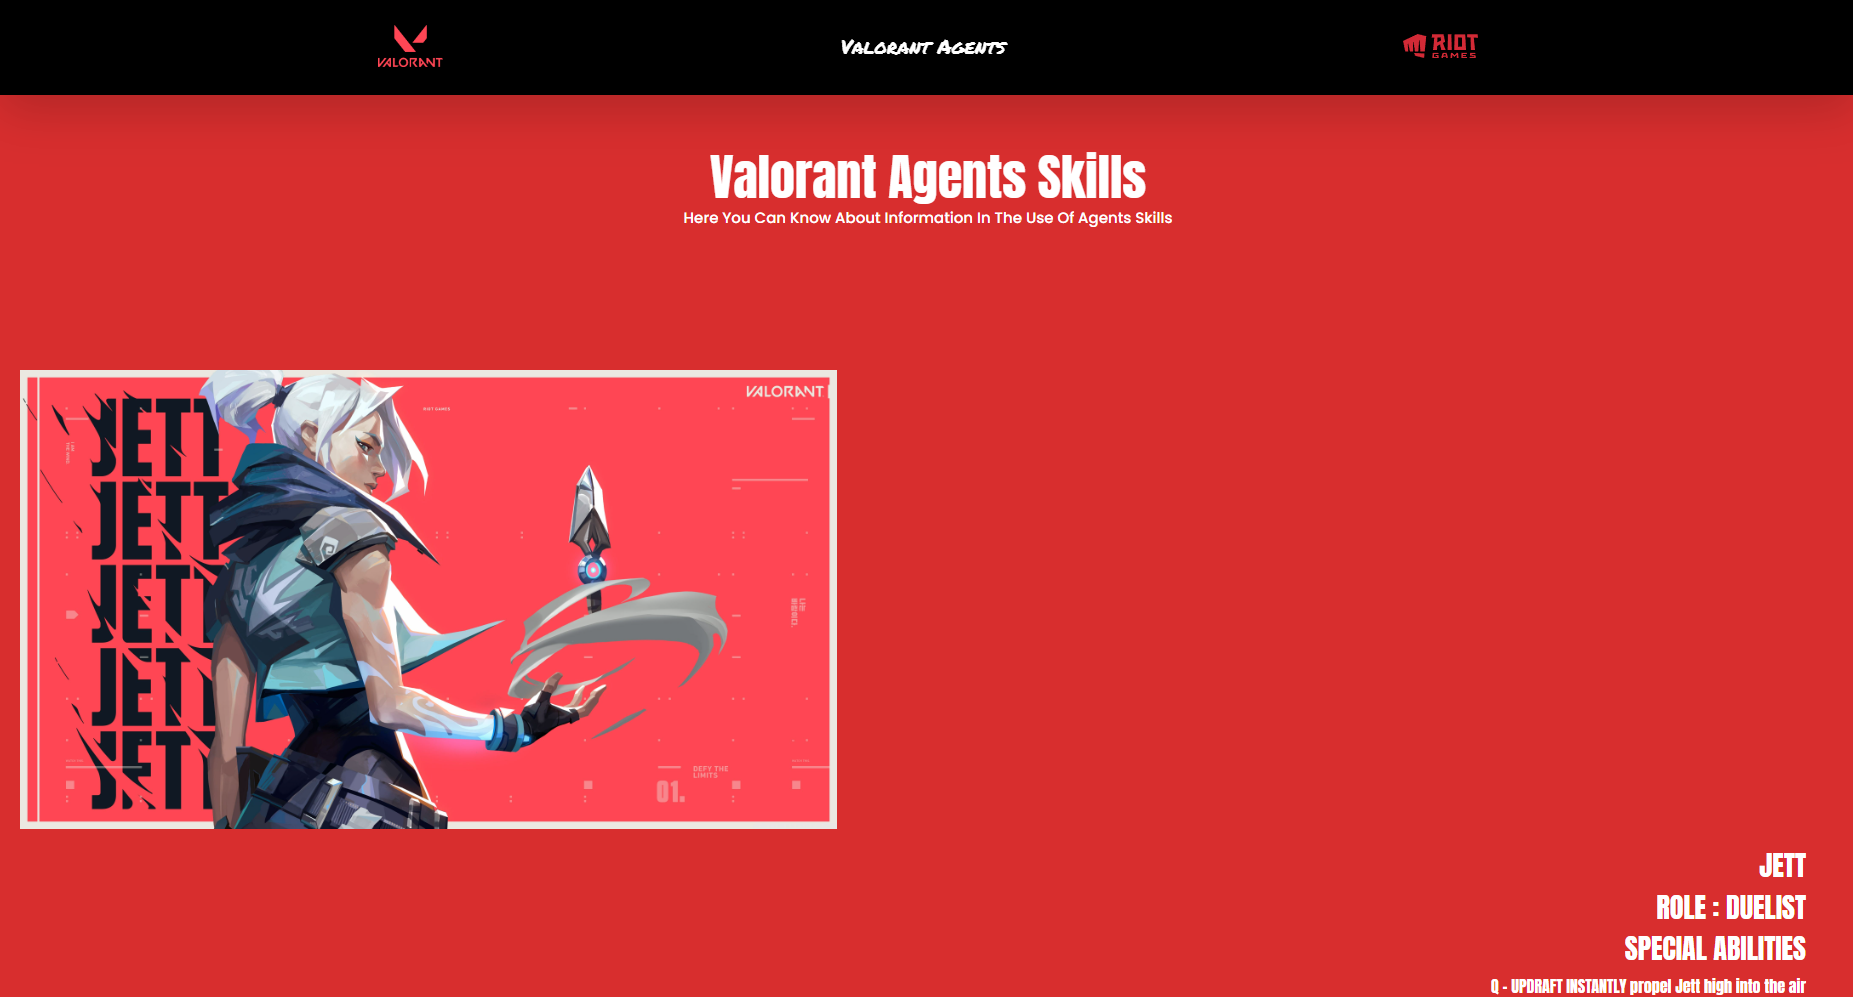 VALORANT
Valorant Agents
RIOT
GAMES
Valorant Agents Skills
Here You Can Know About Information In The Use Of Agents Skills
VALORANT
RIOT GAMES
JETT
JETT
JETT
JETT
JETT
DEFY THE
LIMITS
01.
JETT
ROLE : DUELIST
SPECIAL ABILITIES
Q - UPDRAFT INSTANTLY propel Jett high into the air